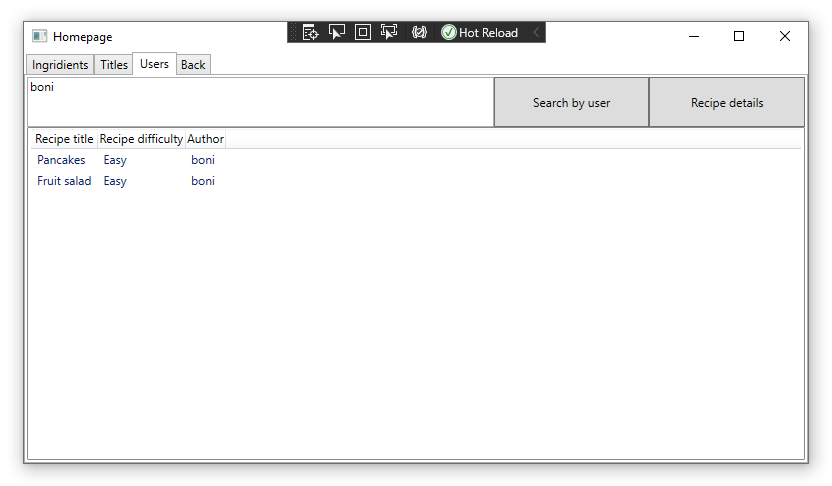 Homepage
Hot Reload
Ingridients Titles Users Back
boni
Search by user
Recipe details
Recipe title Recipe difficulty Author
Pancakes Easy boni
Fruit salad Easy boni